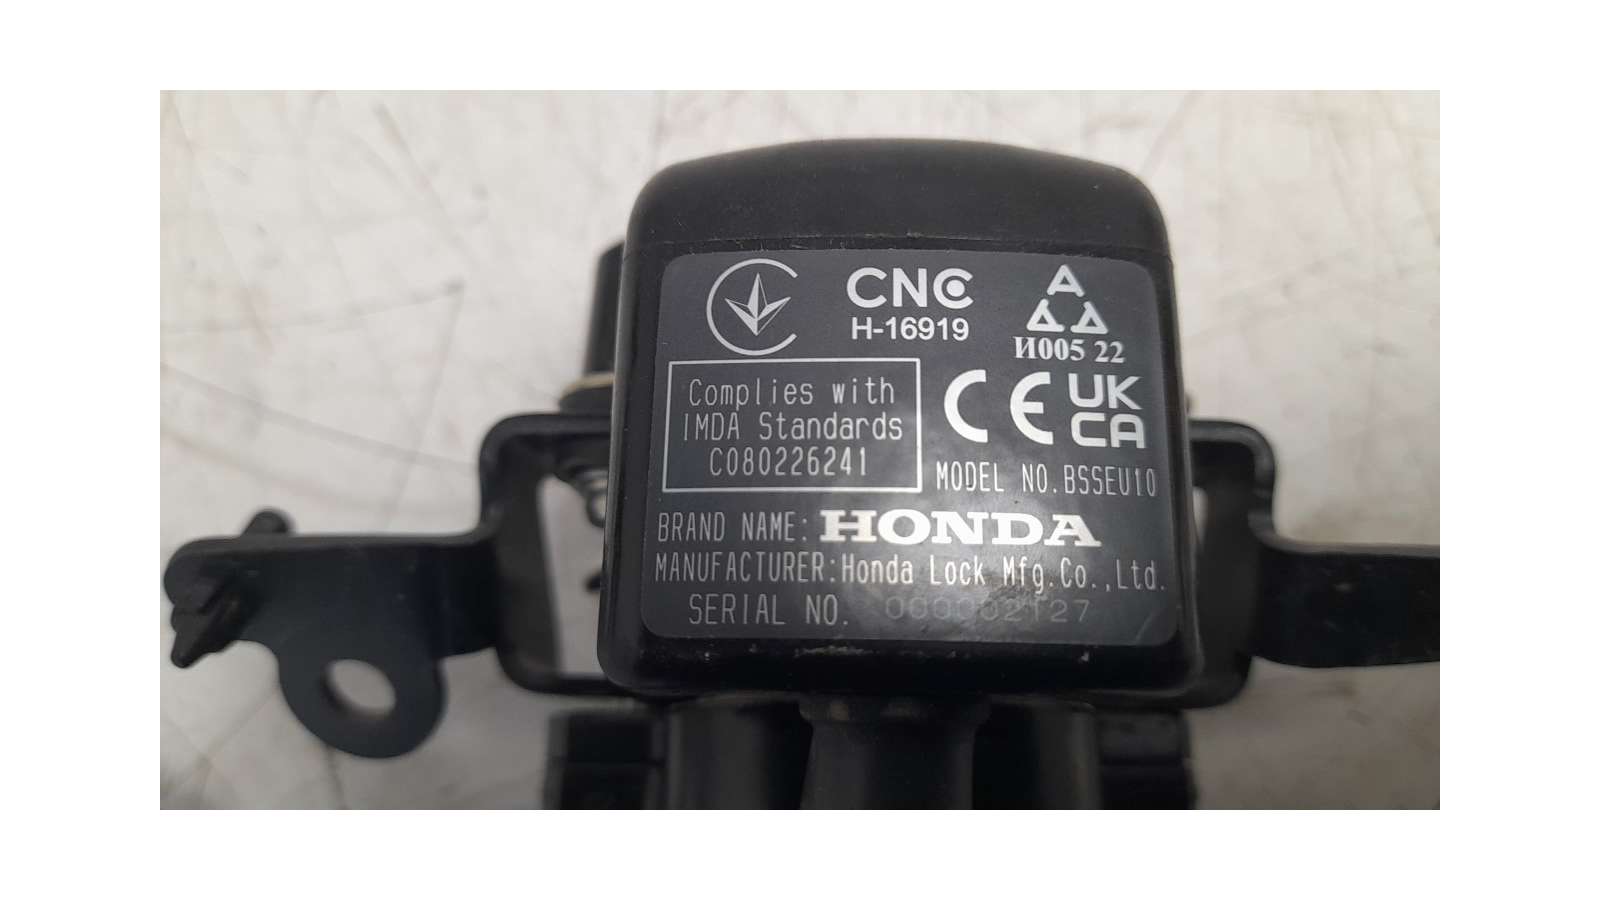 CNC
H-16919
И005 22
Complies with
IMDA Standards
C080226241
CE UK
CA
MODEL NO. BSSEU10
BRAND NAME: HONDA
MANUFACTURER: Honda Lock Mfg. Co., Ltd.
SERIAL NO. 000002127